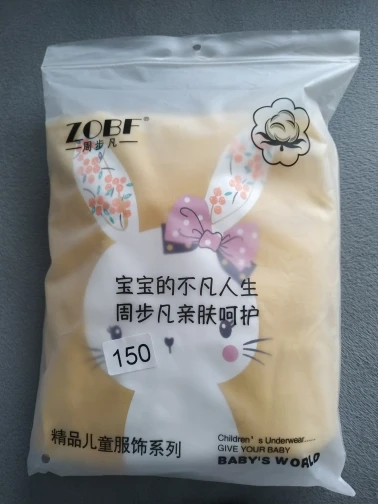 ZOBF®
周步凡
宝宝的不凡人生
周步凡亲肤呵护
150
精品儿童服饰系列
Children's Underwear.....
GIVE YOUR BABY
BABY'S WORLD